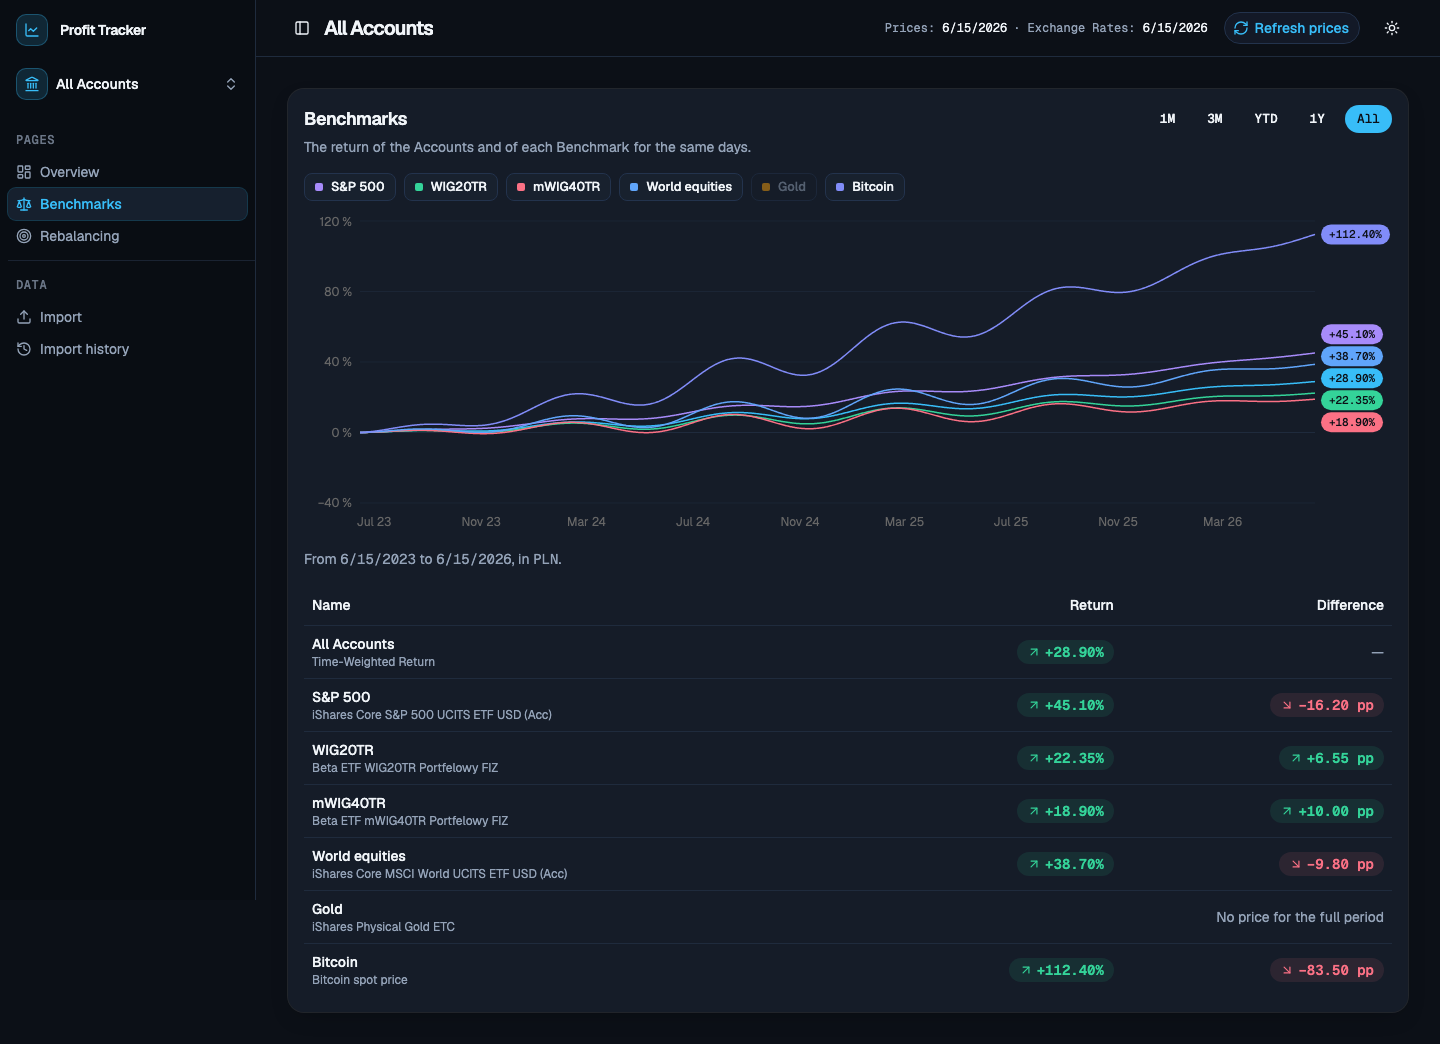 Profit Tracker
All Accounts
PAGES
Overview
Benchmarks
Rebalancing
DATA
Import
Import history
All Accounts
Prices: 6/15/2026 · Exchange Rates: 6/15/2026
Refresh prices
Benchmarks
1M 3M YTD 1Y All
The return of the Accounts and of each Benchmark for the same days.
S&P 500 WIG20TR mWIG40TR World equities Gold Bitcoin
120 %
80 %
40 %
0 %
−40 %
+112.40%
+45.10%
+38.70%
+28.90%
+22.35%
+18.90%
Jul 23 Nov 23 Mar 24 Jul 24 Nov 24 Mar 25 Jul 25 Nov 25 Mar 26
From 6/15/2023 to 6/15/2026, in PLN.
Name Return Difference
All Accounts
Time-Weighted Return
+28.90% —
S&P 500
iShares Core S&P 500 UCITS ETF USD (Acc)
+45.10% −16.20 pp
WIG20TR
Beta ETF WIG20TR Portfelowy FIZ
+22.35% +6.55 pp
mWIG40TR
Beta ETF mWIG40TR Portfelowy FIZ
+18.90% +10.00 pp
World equities
iShares Core MSCI World UCITS ETF USD (Acc)
+38.70% −9.80 pp
Gold
iShares Physical Gold ETC
No price for the full period
Bitcoin
Bitcoin spot price
+112.40% −83.50 pp